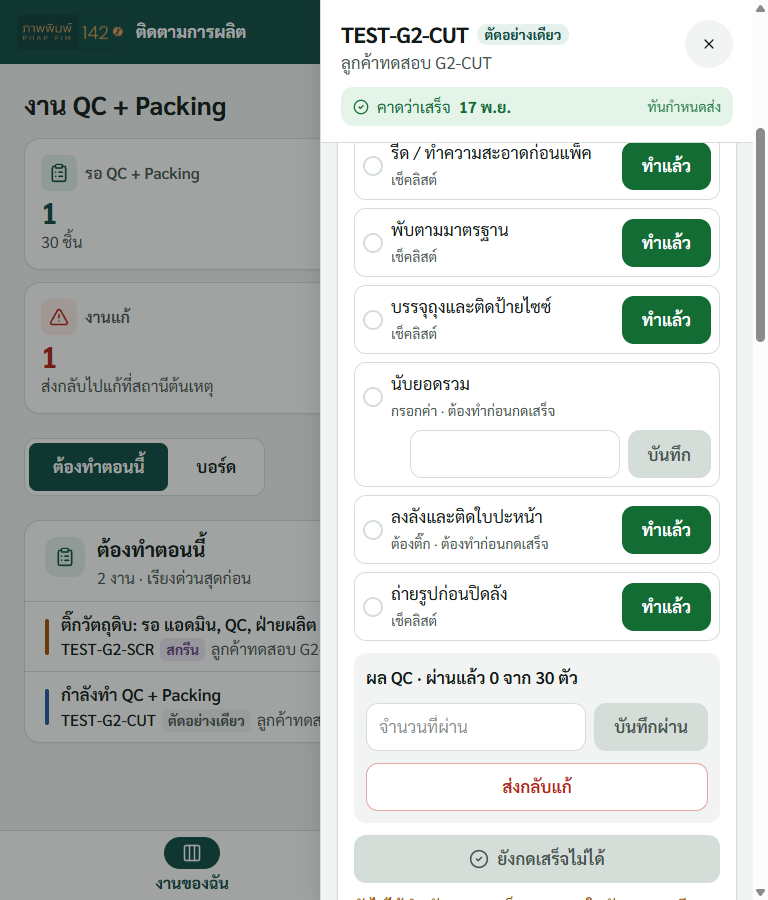 ภาพพิมพ์
PHAP PIM
142
ติดตามการผลิต
งาน QC + Packing
รอ QC + Packing
1
30 ชิ้น
งานแก้
1
ส่งกลับไปแก้ที่สถานีต้นเหตุ
ต้องทำตอนนี้
บอร์ด
ต้องทำตอนนี้
2 งาน · เรียงด่วนสุดก่อน
ติ๊กวัตถุดิบ: รอ แอดมิน, QC, ฝ่ายผลิต
TEST-G2-SCR สกรีน ลูกค้าทดสอบ G2-
กำลังทำ QC + Packing
TEST-G2-CUT ตัดอย่างเดียว ลูกค้าทดส
งานของฉัน
TEST-G2-CUT ตัดอย่างเดียว
ลูกค้าทดสอบ G2-CUT
คาดว่าเสร็จ 17 พ.ย.
ทันกำหนดส่ง
รีด / ทำความสะอาดก่อนแพ็ค
เช็คลิสต์
ทำแล้ว
พับตามมาตรฐาน
เช็คลิสต์
ทำแล้ว
บรรจุถุงและติดป้ายไซซ์
เช็คลิสต์
ทำแล้ว
นับยอดรวม
กรอกค่า · ต้องทำก่อนกดเสร็จ
บันทึก
ลงลังและติดใบปะหน้า
ต้องติ๊ก · ต้องทำก่อนกดเสร็จ
ทำแล้ว
ถ่ายรูปก่อนปิดลัง
เช็คลิสต์
ทำแล้ว
ผล QC · ผ่านแล้ว 0 จาก 30 ตัว
จำนวนที่ผ่าน
บันทึกผ่าน
ส่งกลับแก้
ยังกดเสร็จไม่ได้